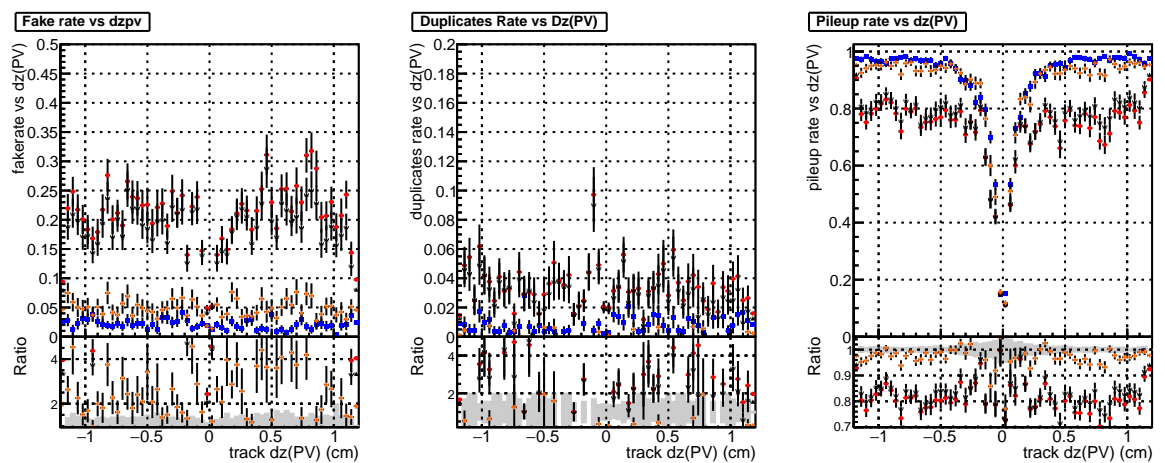 Fake rate vs dzpv
fakerate vs dz(PV)
0.5
0.45
0.4
0.35
0.3
0.25
0.2
0.15
0.1
0.05
0
Ratio
4
2
−1 −0.5 0 0.5 1
track dz(PV) (cm)
Duplicates Rate vs Dz(PV)
duplicates rate vs dz(PV)
0.2
0.18
0.16
0.14
0.12
0.1
0.08
0.06
0.04
0.02
0
Ratio
4
2
−1 −0.5 0 0.5 1
track dz(PV) (cm)
Pileup rate vs dz(PV)
pileup rate vs dz(PV)
1
0.8
0.6
0.4
0.2
0
Ratio
1
0.9
0.8
0.7
−1 −0.5 0 0.5 1
track dz(PV) (cm)